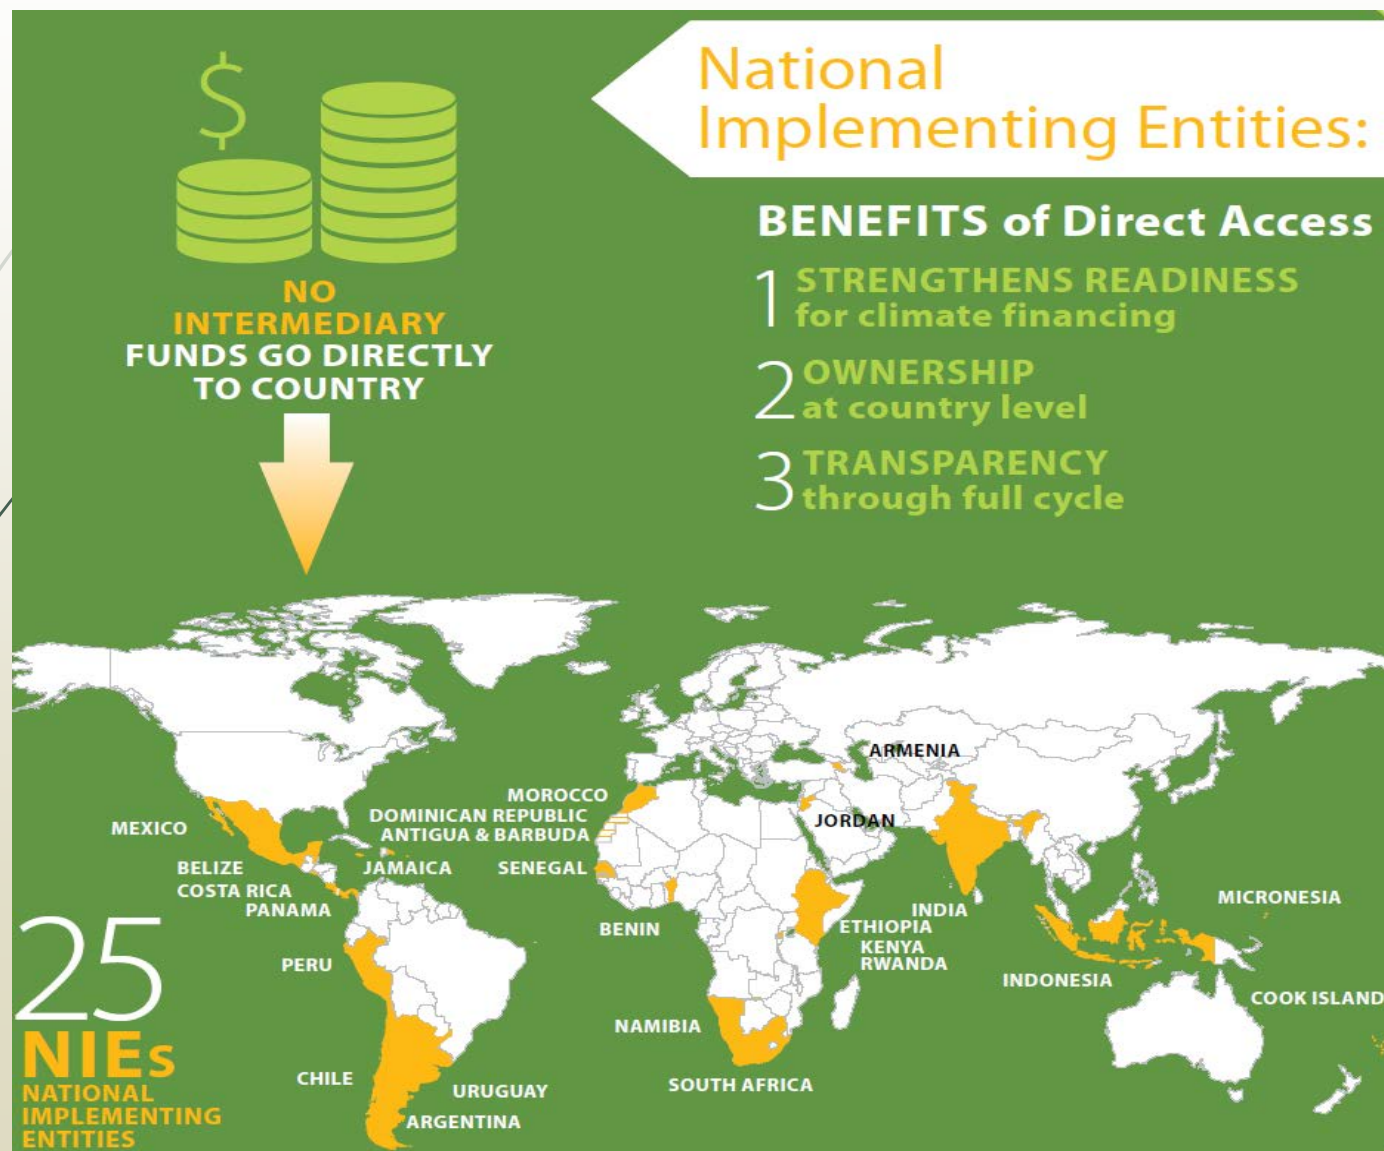 National
Implementing Entities:
$
NO
INTERMEDIARY
FUNDS GO DIRECTLY
TO COUNTRY
BENEFITS of Direct Access
1 STRENGTHENS READINESS
for climate financing
2 OWNERSHIP
at country level
3 TRANSPARENCY
through full cycle
ARMENIA
MOROCCO
DOMINICAN REPUBLIC
ANTIGUA & BARBUDA
JORDAN
MEXICO
BELIZE
JAMAICA
SENEGAL
COSTA RICA
PANAMA
MICRONESIA
INDIA
BENIN
ETHIOPIA
KENYA
RWANDA
PERU
INDONESIA
COOK ISLAND
NAMIBIA
CHILE
SOUTH AFRICA
URUGUAY
ARGENTINA
25
NIEs
NATIONAL
IMPLEMENTING
ENTITIES